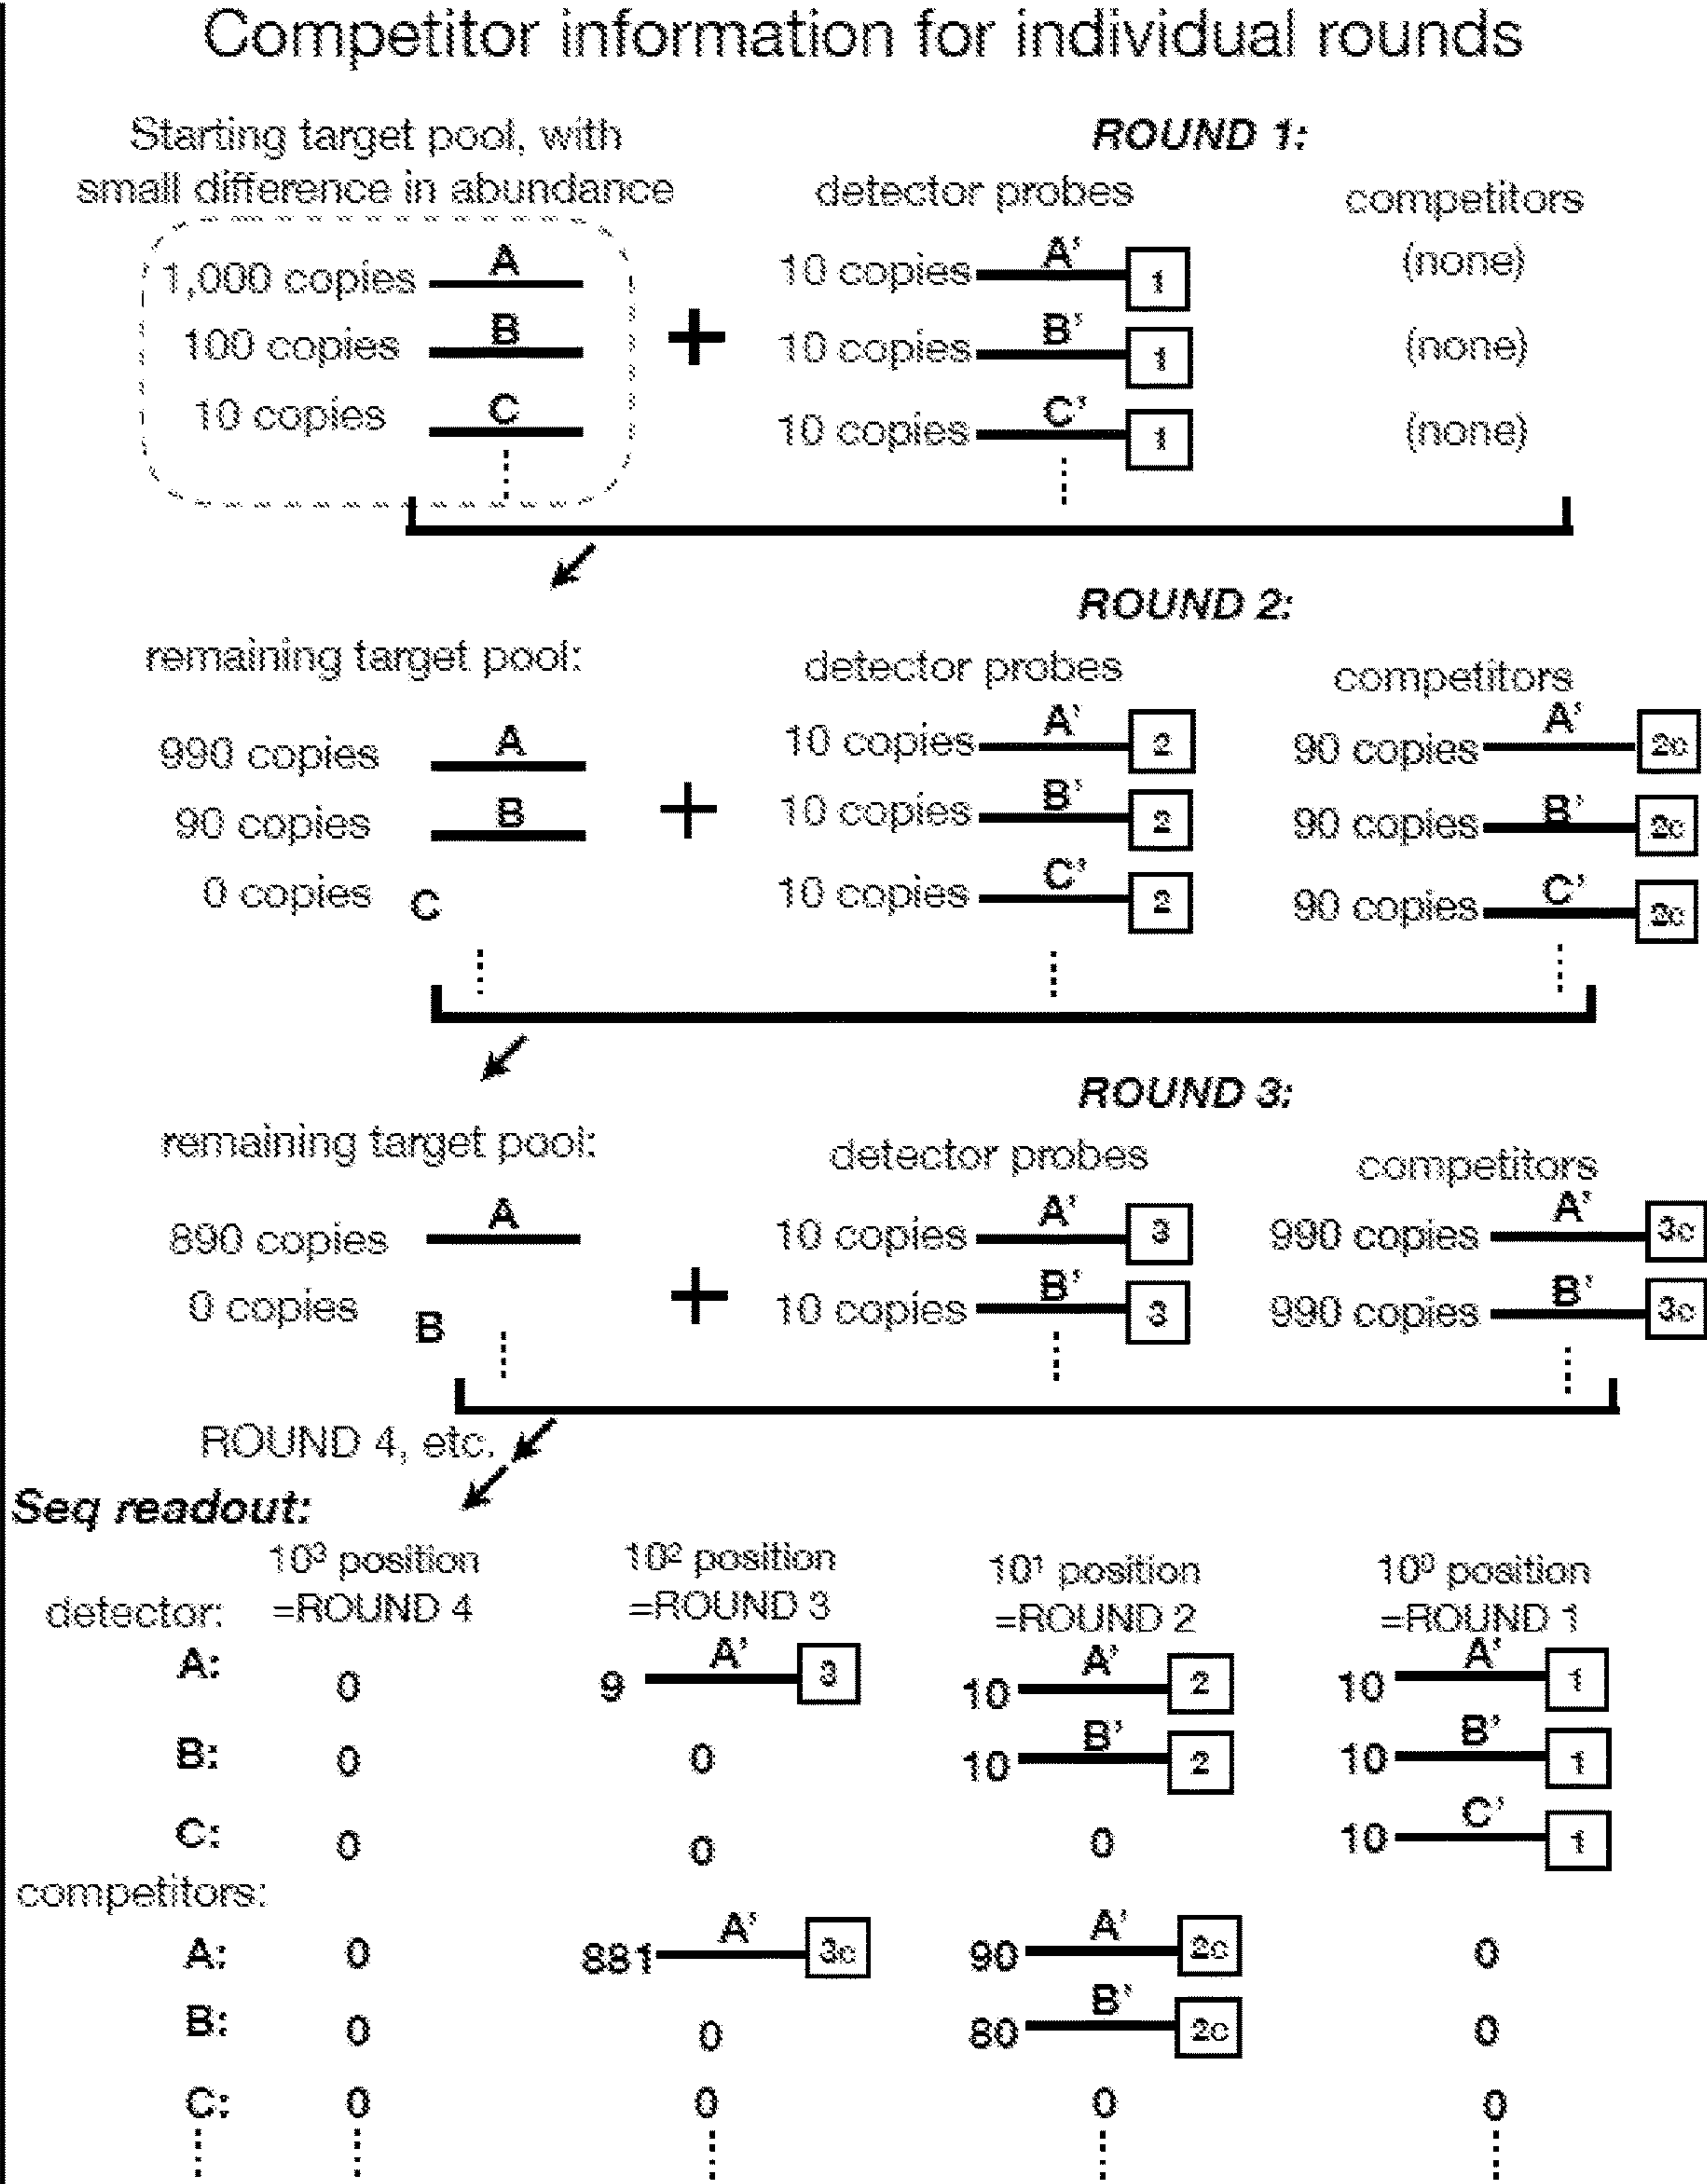 Competitor information for individual rounds
Starting target pool, with
small difference in abundance
ROUND 1:
detector probes
competitors
1,000 copies A
10 copies A' 1
(none)
100 copies B
+
10 copies B' 1
(none)
10 copies C
10 copies C' 1
(none)
ROUND 2:
remaining target pool:
detector probes
competitors
990 copies A
10 copies A' 2
90 copies A' 2c
90 copies B
+
10 copies B' 2
90 copies B' 2c
0 copies C
10 copies C' 2
90 copies C' 2c
ROUND 3:
remaining target pool:
detector probes
competitors
890 copies A
10 copies A' 3
990 copies A' 3c
0 copies B
+
10 copies B' 3
990 copies B' 3c
ROUND 4, etc.
Seq readout:
detector:
10³ position
=ROUND 4
10² position
=ROUND 3
10¹ position
=ROUND 2
10⁰ position
=ROUND 1
A: 0 9 A' 3 10 A' 2 10 A' 1
B: 0 0 10 B' 2 10 B' 1
C: 0 0 0 10 C' 1
competitors:
A: 0 881 A' 3c 90 A' 2c 0
B: 0 0 80 B' 2c 0
C: 0 0 0 0